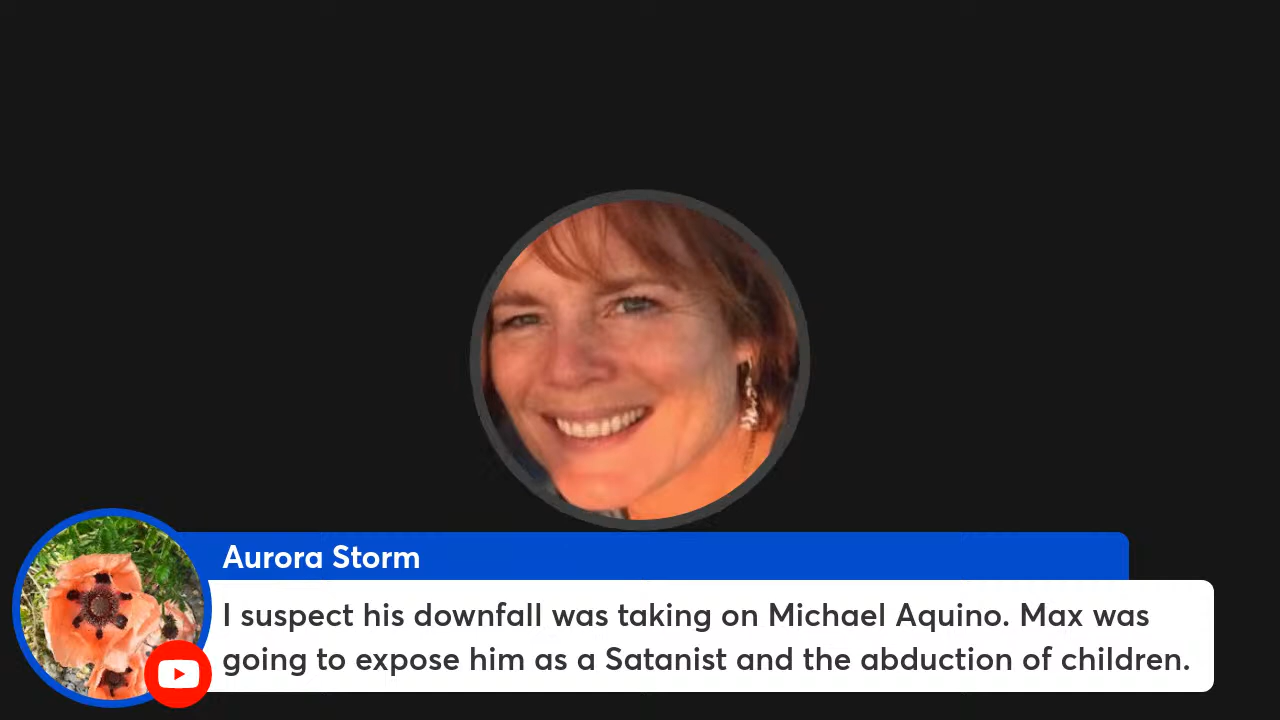 Aurora Storm
I suspect his downfall was taking on Michael Aquino. Max was
going to expose him as a Satanist and the abduction of children.